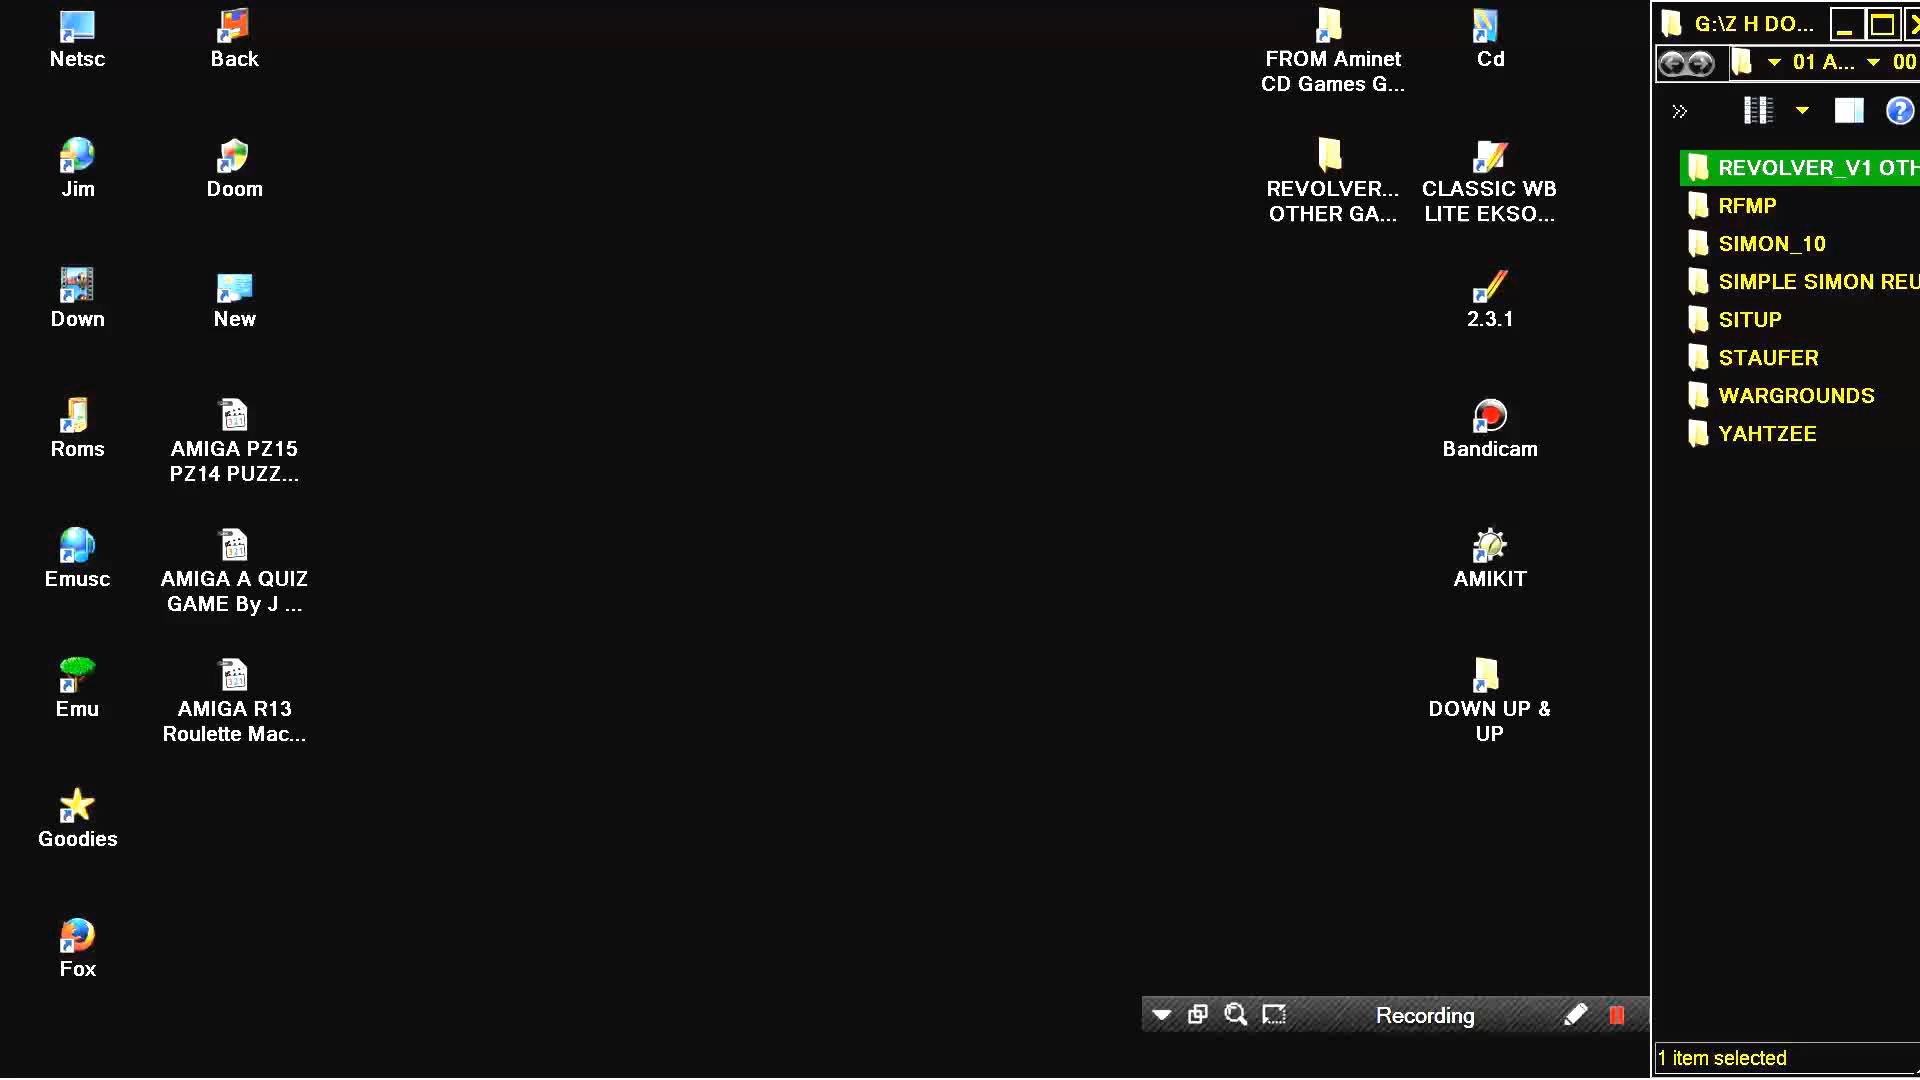 Netsc
Back
Jim
Doom
Down
New
Roms
AMIGA PZ15
PZ14 PUZZ...
Emusc
AMIGA A QUIZ
GAME By J ...
Emu
AMIGA R13
Roulette Mac...
Goodies
Fox
FROM Aminet
CD Games G...
Cd
REVOLVER...
OTHER GA...
CLASSIC WB
LITE EKSO...
2.3.1
Bandicam
AMIKIT
DOWN UP &
UP
Recording
G:\Z H DO...
01 A... 00
REVOLVER_V1 OTH
RFMP
SIMON_10
SIMPLE SIMON REU
SITUP
STAUFER
WARGROUNDS
YAHTZEE
1 item selected